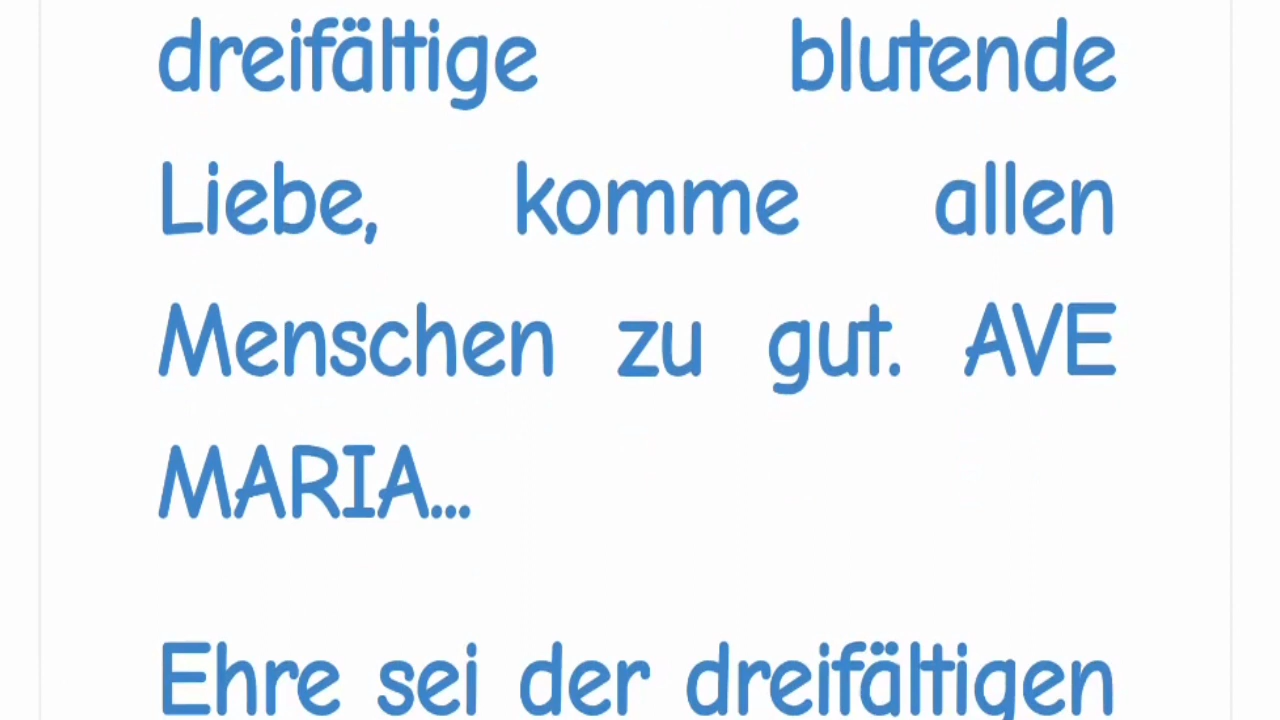 dreifältige blutende
Liebe, komme allen
Menschen zu gut. AVE
MARIA...
Ehre sei der dreifältigen